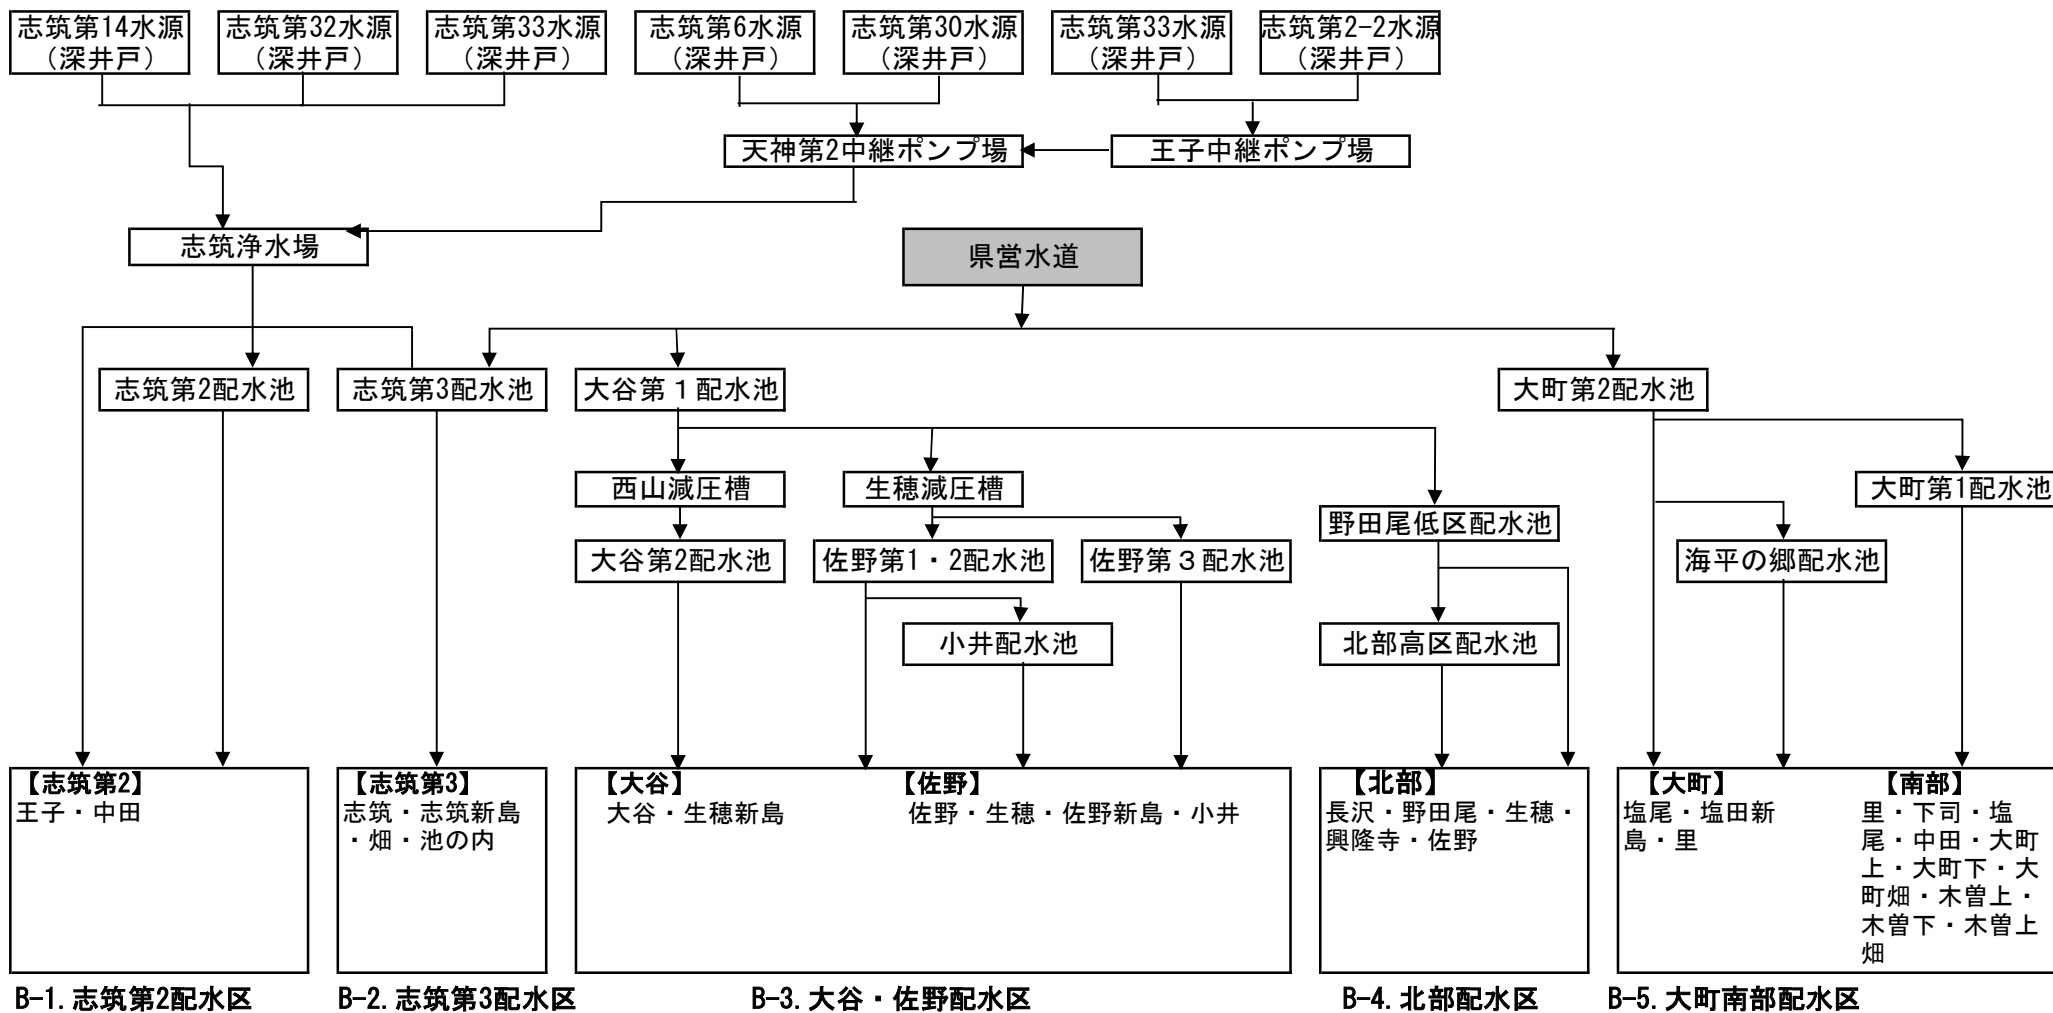 志筑第14水源
（深井戸）
志筑第32水源
（深井戸）
志筑第33水源
（深井戸）
志筑第6水源
（深井戸）
志筑第30水源
（深井戸）
志筑第33水源
（深井戸）
志筑第2-2水源
（深井戸）
天神第2中継ポンプ場
王子中継ポンプ場
志筑浄水場
県営水道
志筑第2配水池
志筑第3配水池
大谷第１配水池
大町第2配水池
西山減圧槽
生穂減圧槽
大町第1配水池
野田尾低区配水池
大谷第2配水池
佐野第1・2配水池
佐野第３配水池
海平の郷配水池
小井配水池
北部高区配水池
【志筑第2】
王子・中田
【志筑第3】
志筑・志筑新島
・畑・池の内
【大谷】
大谷・生穂新島
【佐野】
佐野・生穂・佐野新島・小井
【北部】
長沢・野田尾・生穂・
興隆寺・佐野
【大町】
塩尾・塩田新
島・里
【南部】
里・下司・塩
尾・中田・大町
上・大町下・大
町畑・木曽上・
木曽下・木曽上
畑
B-1.志筑第2配水区
B-2.志筑第3配水区
B-3.大谷・佐野配水区
B-4.北部配水区
B-5.大町南部配水区